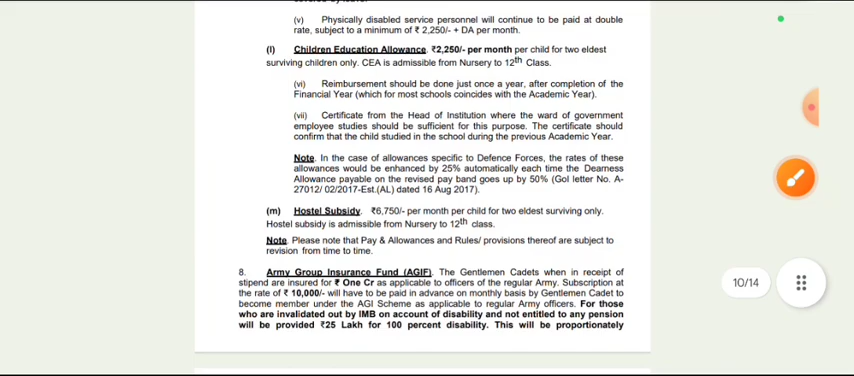 (v) Physically disabled service personnel will continue to be paid at double
rate, subject to a minimum of ₹ 2,250/- + DA per month.
(l) Children Education Allowance. ₹2,250/- per month per child for two eldest
surviving children only. CEA is admissible from Nursery to 12th Class.
(vi) Reimbursement should be done just once a year, after completion of the
Financial Year (which for most schools coincides with the Academic Year).
(vii) Certificate from the Head of Institution where the ward of government
employee studies should be sufficient for this purpose. The certificate should
confirm that the child studied in the school during the previous Academic Year.
Note. In the case of allowances specific to Defence Forces, the rates of these
allowances would be enhanced by 25% automatically each time the Dearness
Allowance payable on the revised pay band goes up by 50% (GoI letter No. A-
27012/ 02/2017-Est.(AL) dated 16 Aug 2017).
(m) Hostel Subsidy. ₹6,750/- per month per child for two eldest surviving only.
Hostel subsidy is admissible from Nursery to 12th class.
Note. Please note that Pay & Allowances and Rules/ provisions thereof are subject to
revision from time to time.
8. Army Group Insurance Fund (AGIF). The Gentlemen Cadets when in receipt of
stipend are insured for ₹ One Cr as applicable to officers of the regular Army. Subscription at
the rate of ₹ 10,000/- will have to be paid in advance on monthly basis by Gentlemen Cadet to
become member under the AGI Scheme as applicable to regular Army officers. For those
who are invalidated out by IMB on account of disability and not entitled to any pension
will be provided ₹25 Lakh for 100 percent disability. This will be proportionately
10/14